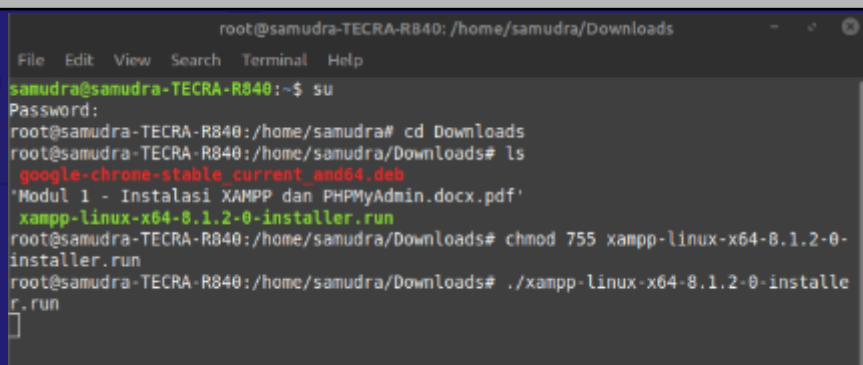 root@samudra-TECRA-R840: /home/samudra/Downloads
File Edit View Search Terminal Help
samudra@samudra-TECRA-R840:~$ su
Password:
root@samudra-TECRA-R840:/home/samudra# cd Downloads
root@samudra-TECRA-R840:/home/samudra/Downloads# ls
google-chrome-stable_current_amd64.deb
'Modul 1 - Instalasi XAMPP dan PHPMyAdmin.docx.pdf'
xampp-linux-x64-8.1.2-0-installer.run
root@samudra-TECRA-R840:/home/samudra/Downloads# chmod 755 xampp-linux-x64-8.1.2-0-
installer.run
root@samudra-TECRA-R840:/home/samudra/Downloads# ./xampp-linux-x64-8.1.2-0-installe
r.run